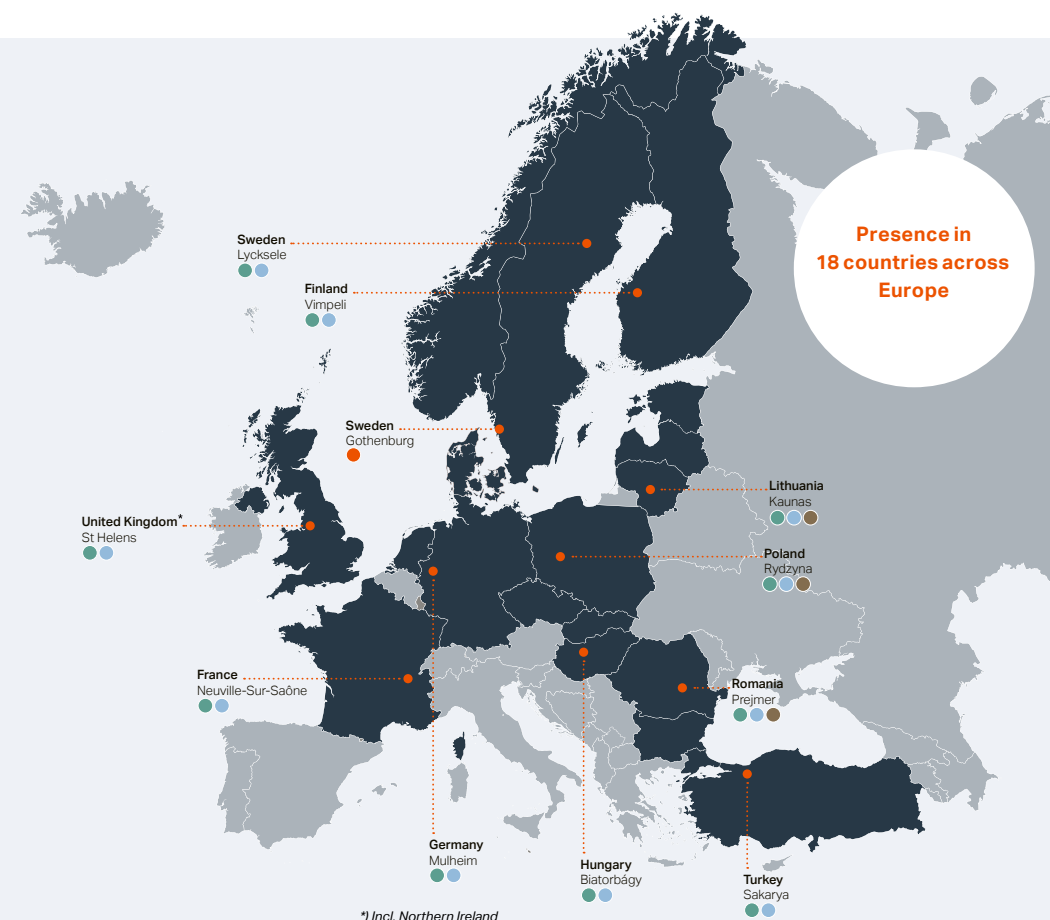 Presence in
18 countries across
Europe
Sweden
Lycksele
Finland
Vimpeli
Sweden
Gothenburg
Lithuania
Kaunas
United Kingdom*
St Helens
Poland
Rydzyna
France
Neuville-Sur-Saône
Romania
Prejmer
Germany
Mulheim
Hungary
Biatorbágy
Turkey
Sakarya
*) Incl. Northern Ireland